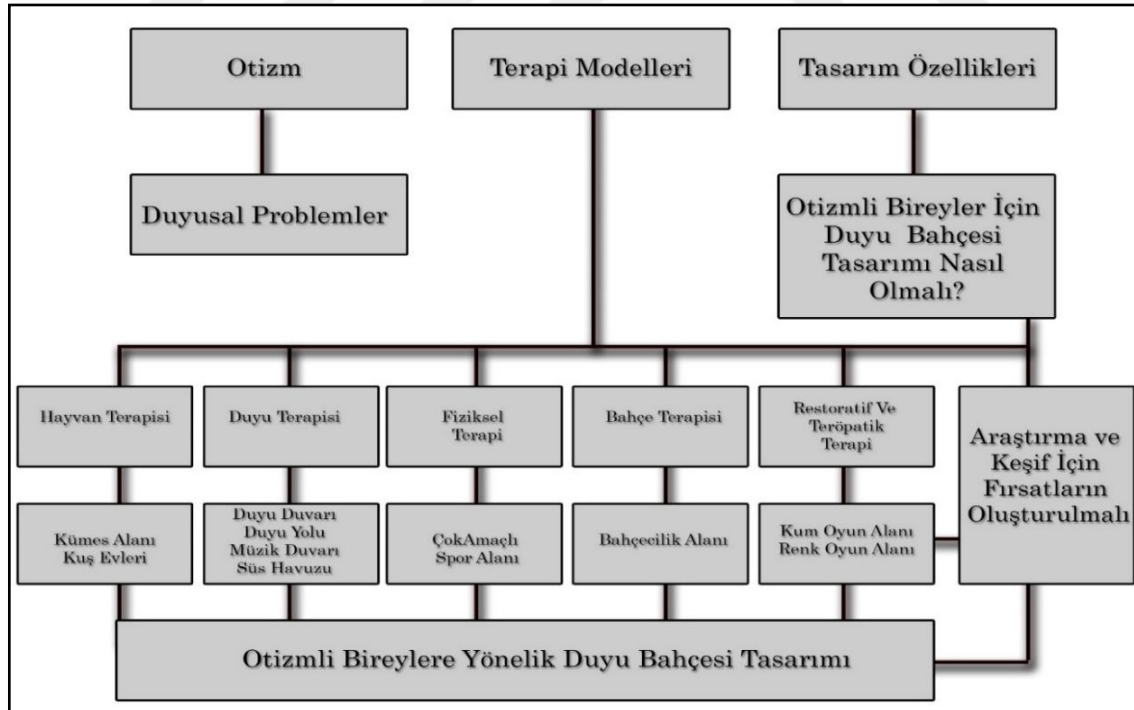 Otizm
Terapi Modelleri
Tasarım Özellikleri
Duyusal Problemler
Otizmli Bireyler İçin
Duyu Bahçesi
Tasarımı Nasıl
Olmalı?
Hayvan Terapisi
Duyu Terapisi
Fiziksel
Terapi
Bahçe Terapisi
Restoratif Ve
Teröpatik
Terapi
Araştırma ve
Keşif İçin
Fırsatların
Oluşturulmalı
Kümes Alanı
Kuş Evleri
Duyu Duvarı
Duyu Yolu
Müzik Duvarı
Süs Havuzu
ÇokAmaçlı
Spor Alanı
Bahçecilik Alanı
Kum Oyun Alanı
Renk Oyun Alanı
Otizmli Bireylere Yönelik Duyu Bahçesi Tasarımı